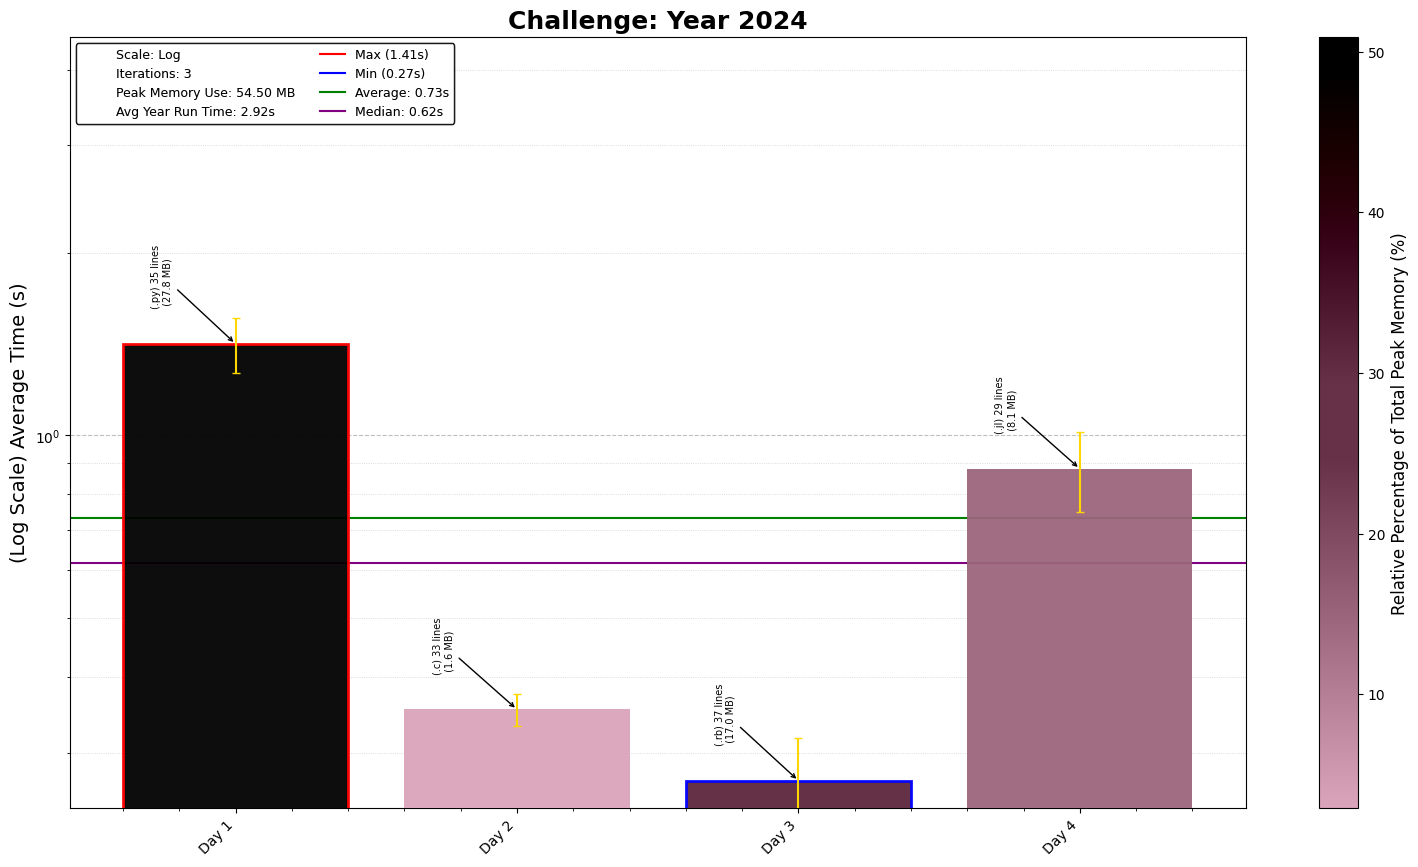 Challenge: Year 2024
Scale: Log
Iterations: 3
Peak Memory Use: 54.50 MB
Avg Year Run Time: 2.92s
Max (1.41s)
Min (0.27s)
Average: 0.73s
Median: 0.62s
(Log Scale) Average Time (s)
10⁰
(.py) 35 lines
(27.8 MB)
(.c) 33 lines
(1.6 MB)
(.rb) 37 lines
(17.0 MB)
(.jl) 29 lines
(8.1 MB)
Day 1
Day 2
Day 3
Day 4
50
40
30
20
10
Relative Percentage of Total Peak Memory (%)